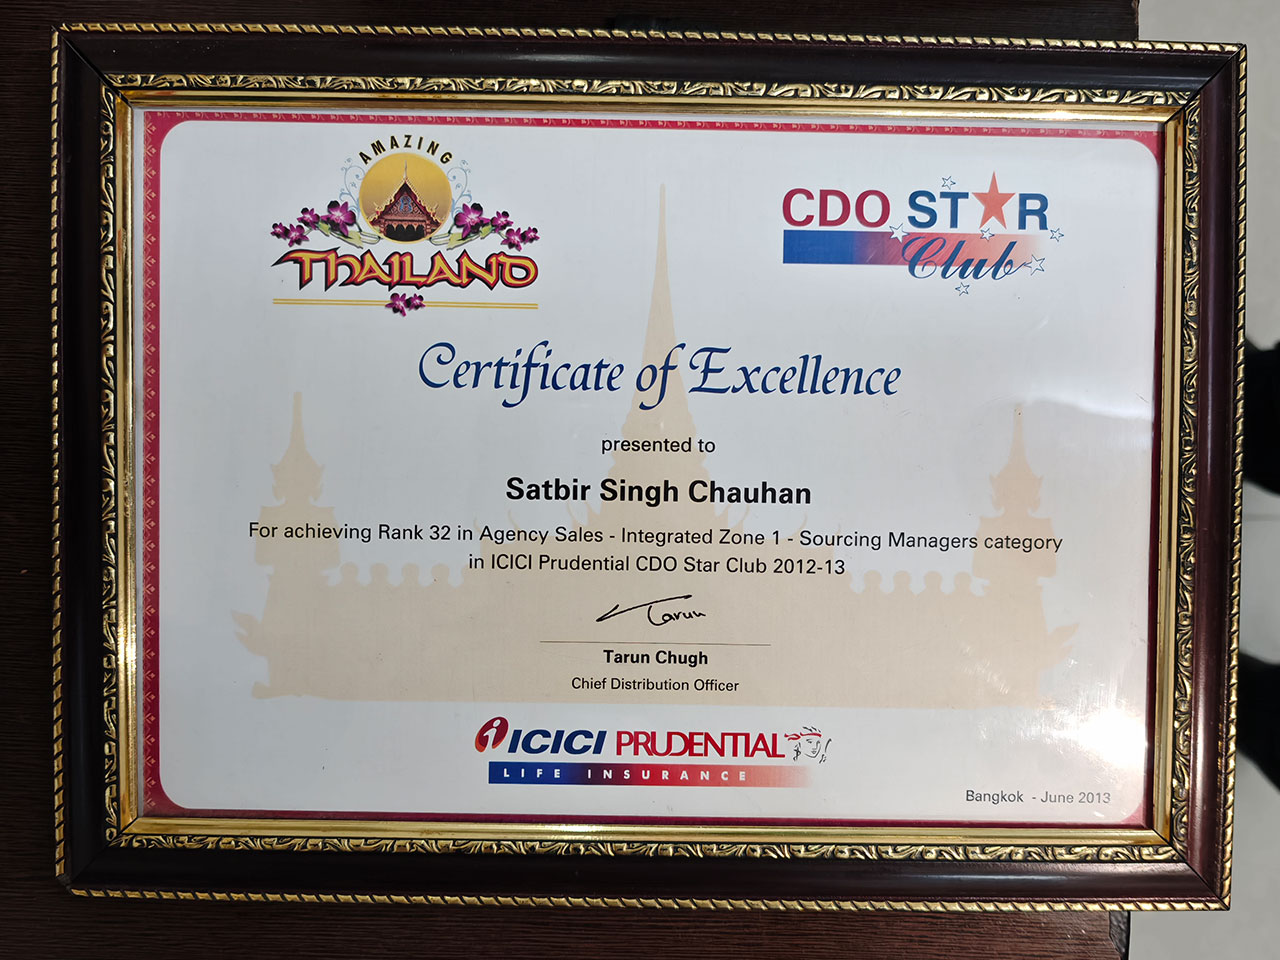 AMAZING
THAILAND
CDO STAR
Club
Certificate of Excellence
presented to
Satbir Singh Chauhan
For achieving Rank 32 in Agency Sales - Integrated Zone 1 - Sourcing Managers category
in ICICI Prudential CDO Star Club 2012-13
Tarun
Tarun Chugh
Chief Distribution Officer
ICICI PRUDENTIAL
LIFE INSURANCE
Bangkok - June 2013